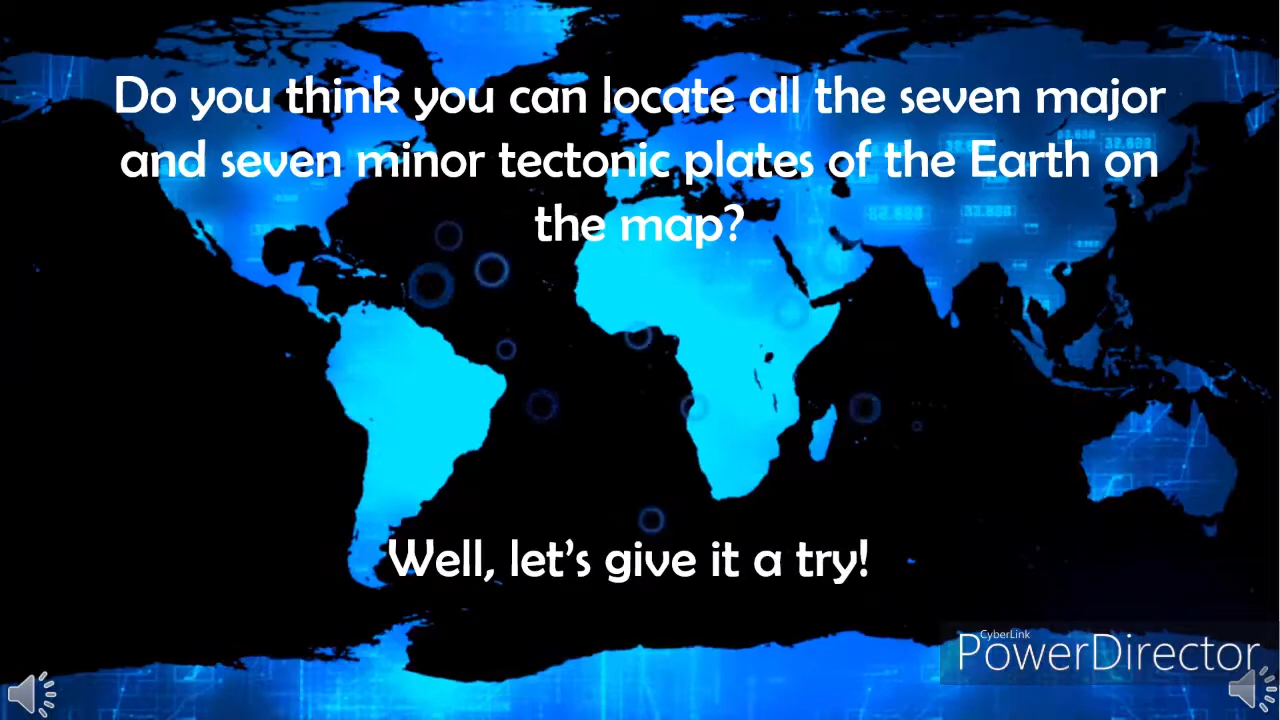 Do you think you can locate all the seven major
and seven minor tectonic plates of the Earth on
the map?
Well, let's give it a try!
CyberLink
PowerDirector